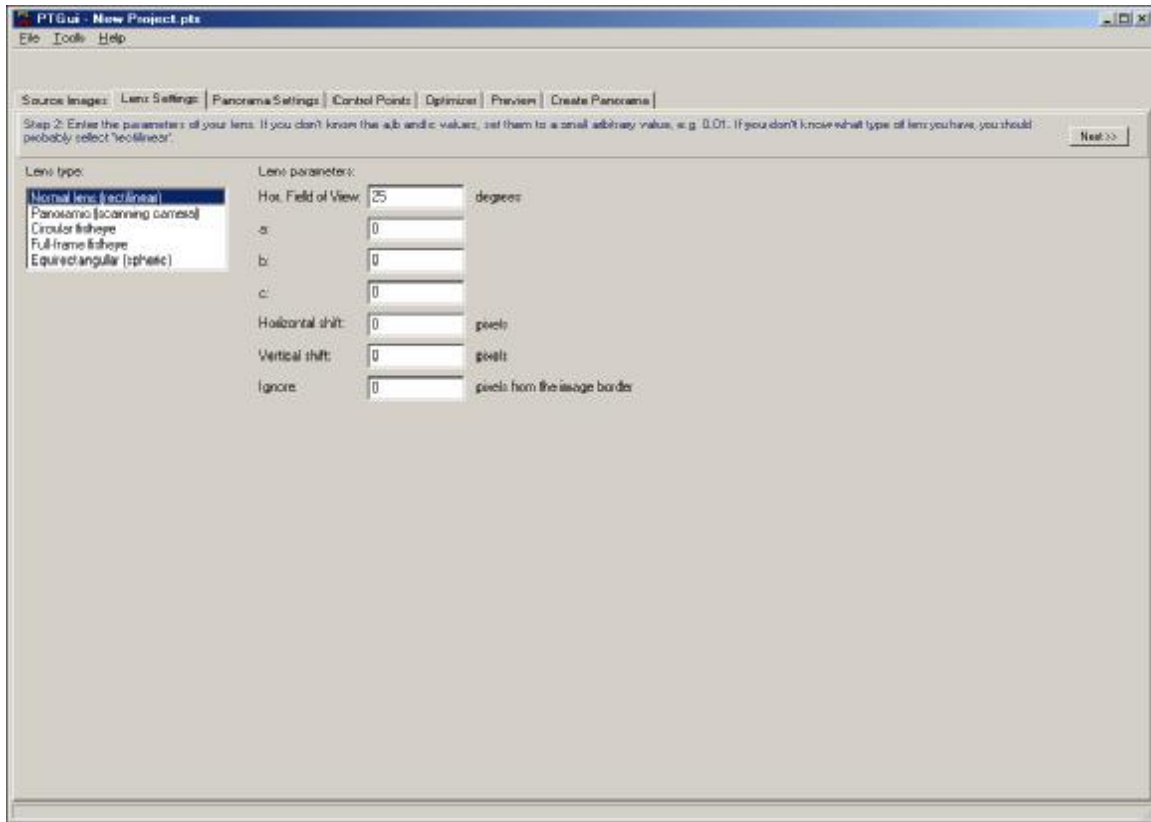 PTGui - New Project.pts
File Tools Help
Source Images Lens Settings Panorama Settings Control Points Optimizer Preview Create Panorama
Step 2: Enter the parameters of your lens. If you don't know the a,b and c values, set them to a small arbitrary value, e.g. 0.01. If you don't know what type of lens you have, you should
probably select 'rectilinear'.
Next >>
Lens type:
Normal lens (rectilinear)
Panoramic (scanning camera)
Circular fisheye
Full-frame fisheye
Equirectangular (spheric)
Lens parameters:
Hor. Field of View: 25 degrees
a: 0
b: 0
c: 0
Horizontal shift: 0 pixels
Vertical shift: 0 pixels
Ignore: 0 pixels from the image border